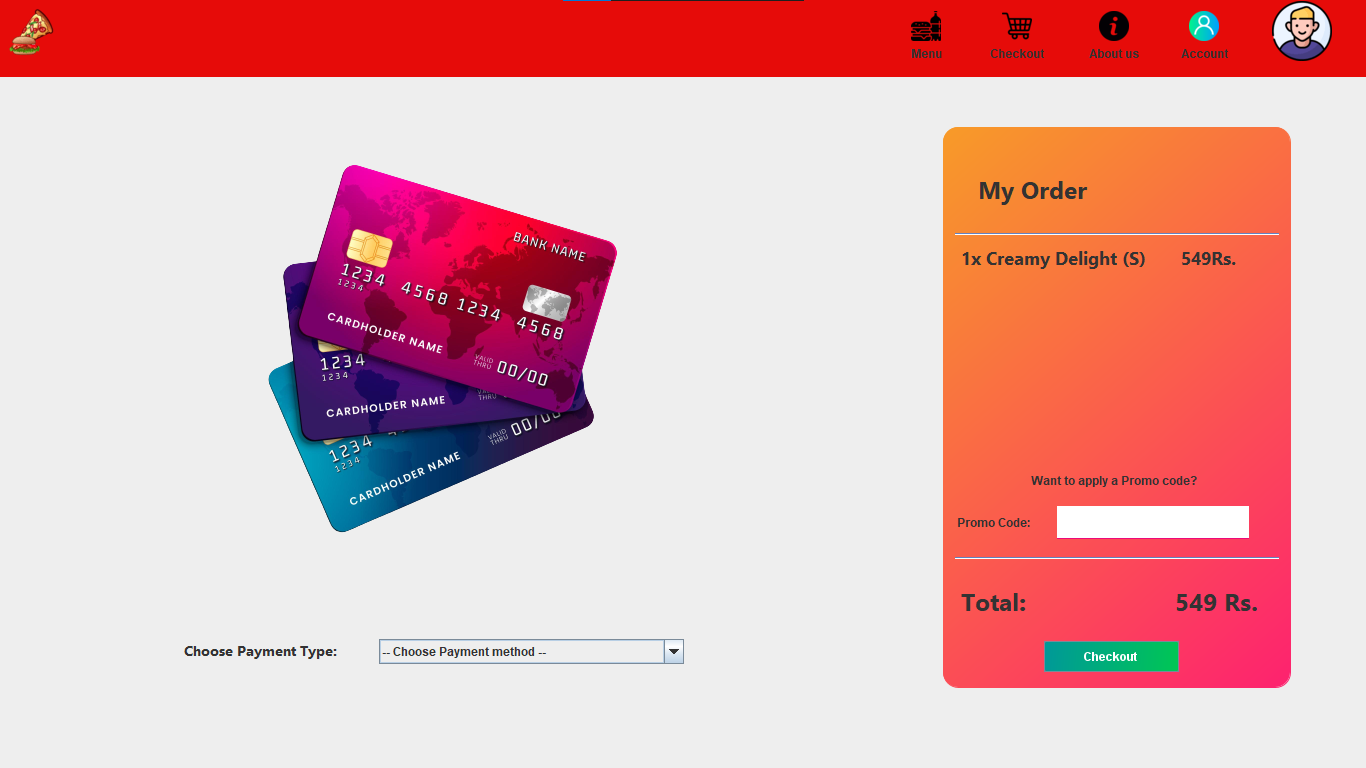 Menu
Checkout
About us
Account
BANK NAME
1234 4568 1234 4568
1234
CARDHOLDER NAME
VALID THRU 00/00
1234
1234
CARDHOLDER NAME
VALID THRU
1234
1234
CARDHOLDER NAME
VALID THRU 00/00
Choose Payment Type:
-- Choose Payment method --
My Order
1x Creamy Delight (S) 549Rs.
Want to apply a Promo code?
Promo Code:
Total: 549 Rs.
Checkout